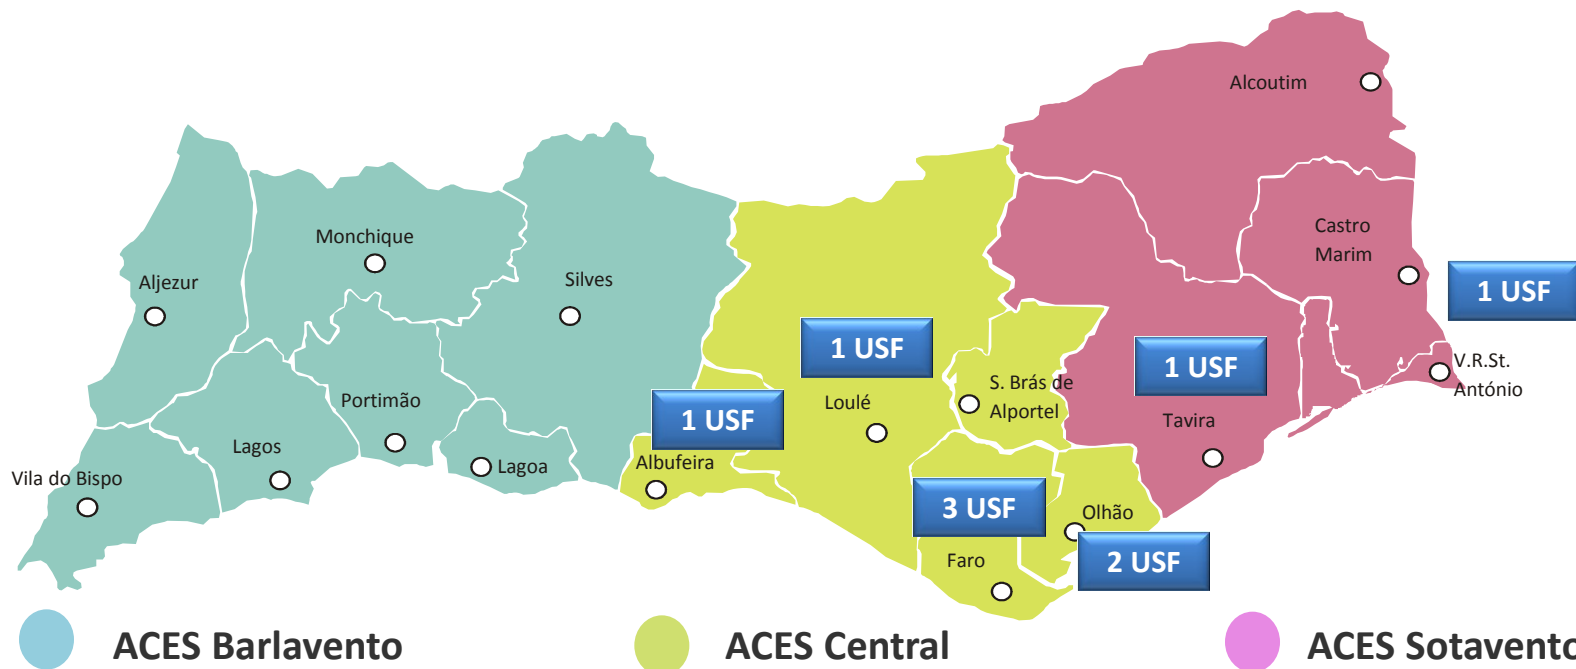 Alcoutim
Monchique
Castro
Marim
Aljezur
Silves
1 USF
1 USF
1 USF
V.R.St.
António
S. Brás de
Alportel
Portimão
Loulé
1 USF
Tavira
Lagos
Lagoa
Albufeira
Vila do Bispo
3 USF
Olhão
Faro
2 USF
ACES Barlavento
ACES Central
ACES Sotavento